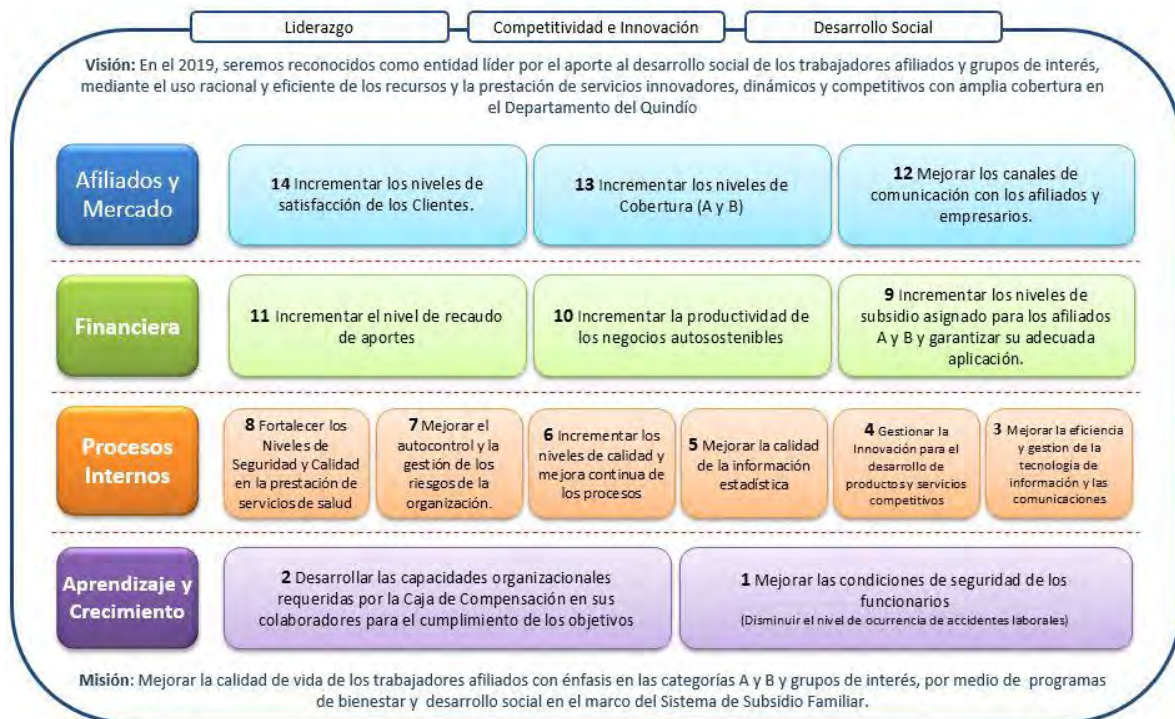 Liderazgo
Competitividad e Innovación
Desarrollo Social
Visión: En el 2019, seremos reconocidos como entidad líder por el aporte al desarrollo social de los trabajadores afiliados y grupos de interés,
mediante el uso racional y eficiente de los recursos y la prestación de servicios innovadores, dinámicos y competitivos con amplia cobertura en
el Departamento del Quindío
Afiliados y
Mercado
14 Incrementar los niveles de
satisfacción de los Clientes.
13 Incrementar los niveles de
Cobertura (A y B)
12 Mejorar los canales de
comunicación con los afiliados y
empresarios.
Financiera
11 Incrementar el nivel de recaudo
de aportes
10 Incrementar la productividad de
los negocios autosostenibles
9 Incrementar los niveles de
subsidio asignado para los afiliados
A y B y garantizar su adecuada
aplicación.
Procesos
Internos
8 Fortalecer los
Niveles de
Seguridad y Calidad
en la prestación de
servicios de salud
7 Mejorar el
autocontrol y la
gestión de los
riesgos de la
organización.
6 Incrementar los
niveles de calidad y
mejora continua de
los procesos
5 Mejorar la calidad
de la información
estadística
4 Gestionar la
Innovación para el
desarrollo de
productos y servicios
competitivos
3 Mejorar la eficiencia
y gestion de la
tecnologia de
información y las
comunicaciones
Aprendizaje y
Crecimiento
2 Desarrollar las capacidades organizacionales
requeridas por la Caja de Compensación en sus
colaboradores para el cumplimiento de los objetivos
1 Mejorar las condiciones de seguridad de los
funcionarios
(Disminuir el nivel de ocurrencia de accidentes laborales)
Misión: Mejorar la calidad de vida de los trabajadores afiliados con énfasis en las categorías A y B y grupos de interés, por medio de programas
de bienestar y desarrollo social en el marco del Sistema de Subsidio Familiar.